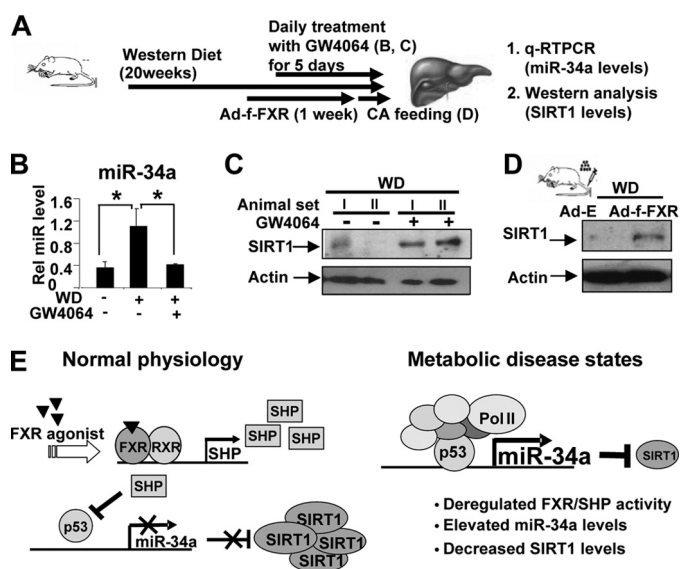 A
Western Diet
(20weeks)
Daily treatment
with GW4064 (B, C)
for 5 days
Ad-f-FXR (1 week)
CA feeding (D)
1. q-RTPCR
(miR-34a levels)
2. Western analysis
(SIRT1 levels)
B
miR-34a
* *
Rel miR level
1.6
1.2
0.8
0.4
0
WD - + +
GW4064 - - +
C
WD
Animal set I II I II
GW4064 - - + +
SIRT1
Actin
D
WD
Ad-E Ad-f-FXR
SIRT1
Actin
E
Normal physiology
FXR agonist
FXR RXR
SHP
SHP
SHP SHP
SHP
p53
miR-34a
SIRT1
SIRT1
SIRT1
SIRT1
Metabolic disease states
Pol II
p53
miR-34a
SIRT1
• Deregulated FXR/SHP activity
• Elevated miR-34a levels
• Decreased SIRT1 levels